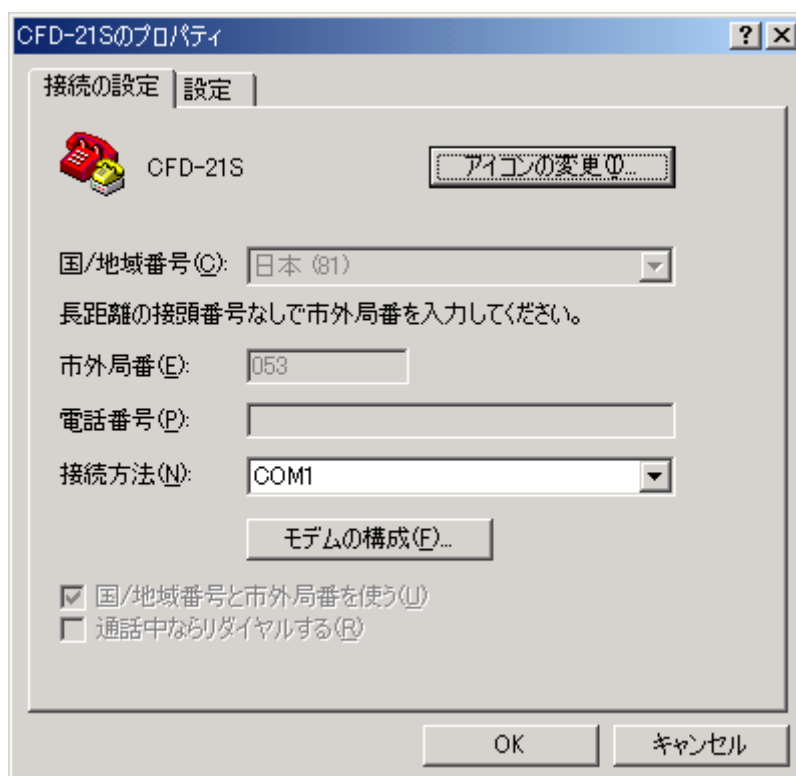 CFD-21Sのプロパティ
接続の設定 設定
CFD-21S アイコンの変更(I)...
国/地域番号(C): 日本 (81)
長距離の接頭番号なしで市外局番を入力してください。
市外局番(E): 053
電話番号(P):
接続方法(N): COM1
モデムの構成(F)...
国/地域番号と市外局番を使う(U)
通話中ならリダイヤルする(R)
OK キャンセル